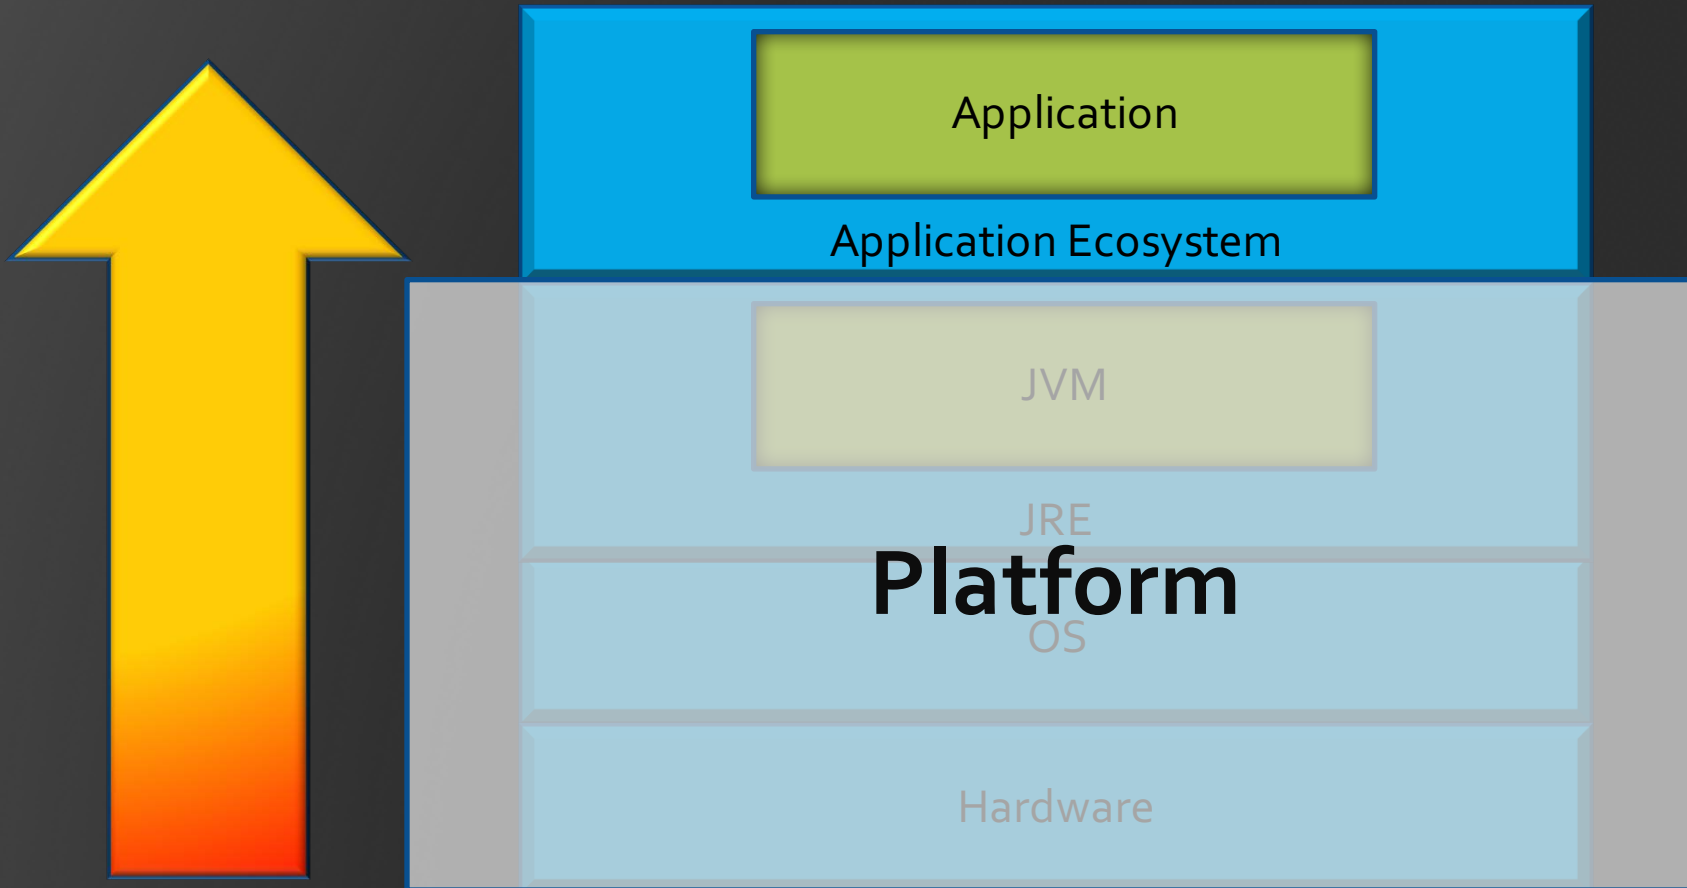 Application
Application Ecosystem
JVM
JRE
Platform
OS
Hardware